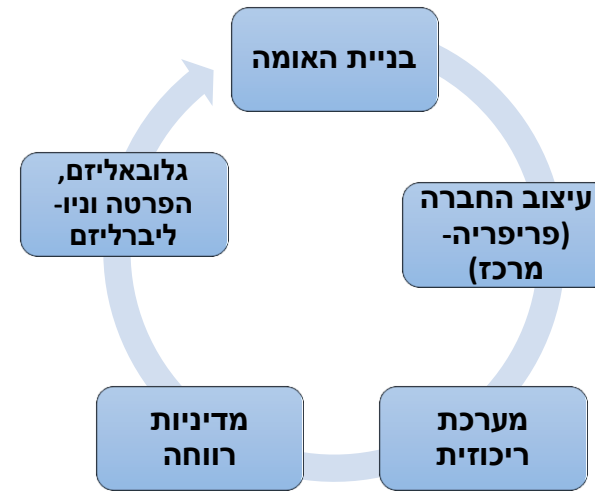 בניית האומה
עיצוב החברה
(פריפריה-
מרכז)
מערכת
ריכוזית
מדיניות
רווחה
גלובאליזם,
הפרטה וניו-
ליברליזם